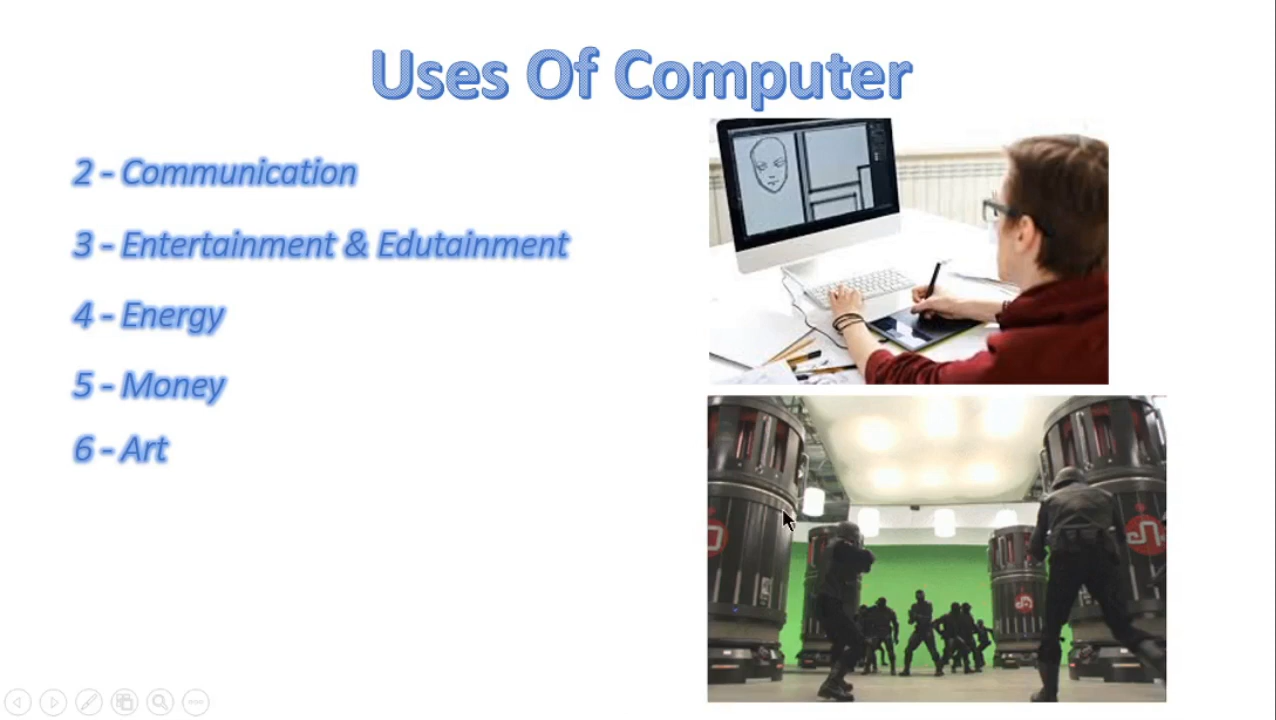 Uses Of Computer
2 - Communication
3 - Entertainment & Edutainment
4 - Energy
5 - Money
6 - Art